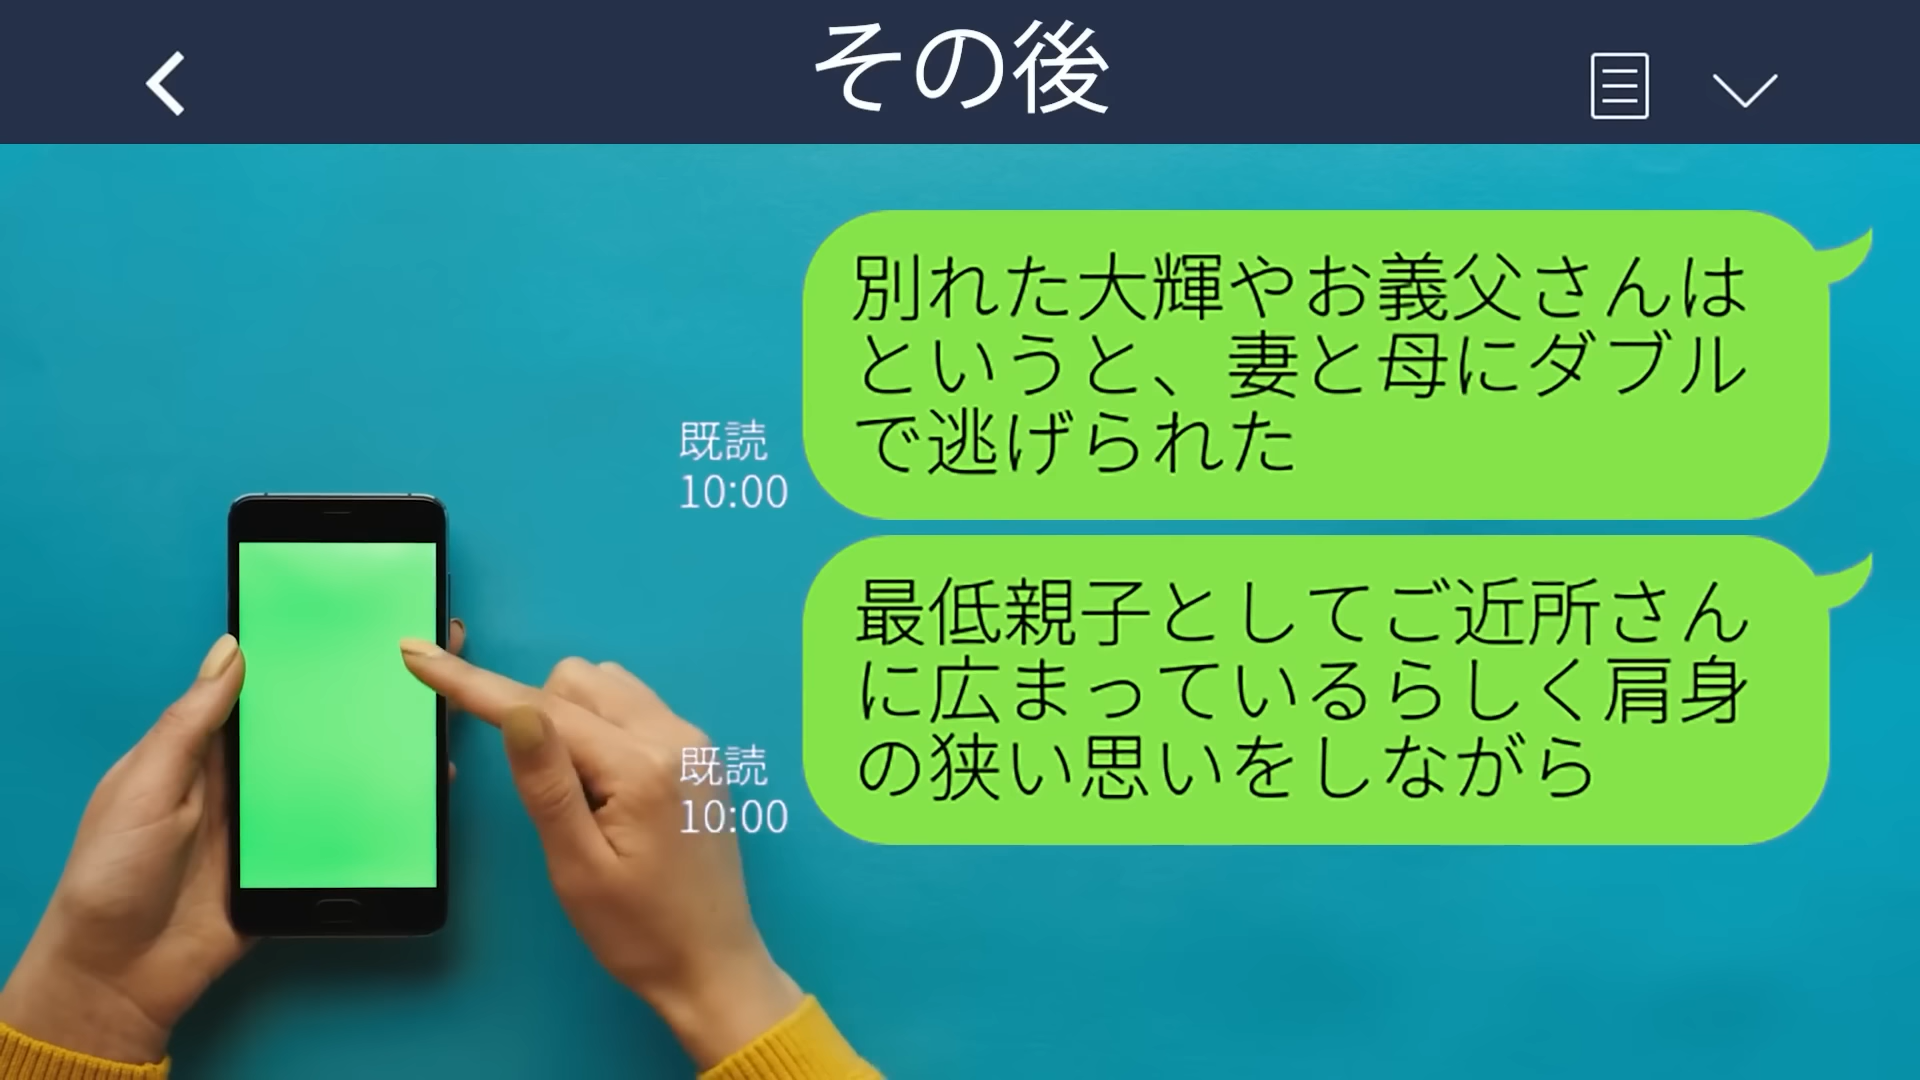 その後
別れた大輝やお義父さんは
というと、妻と母にダブル
で逃げられた
既読
10:00
最低親子としてご近所さん
に広まっているらしく肩身
の狭い思いをしながら
既読
10:00